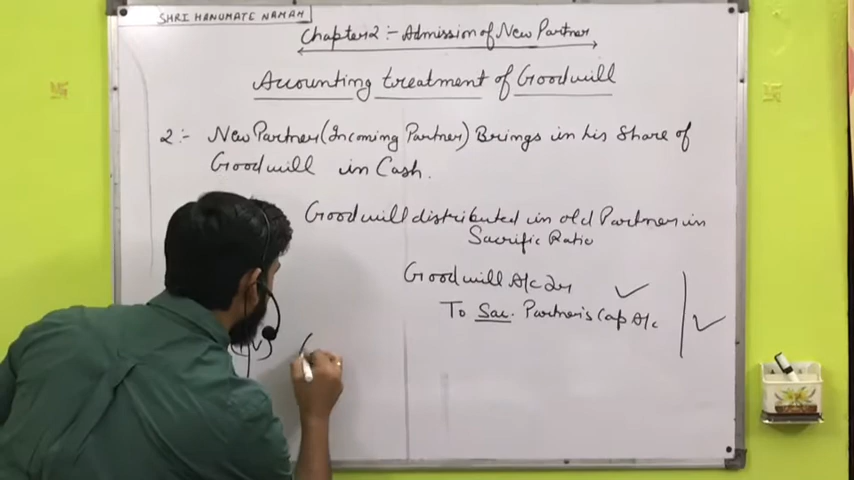 SHRI HANUMATE NAMAH
Chapter 2 :- Admission of New Partner
Accounting treatment of Goodwill
2 :- New Partner (Incoming Partner) Brings in his Share of
Goodwill in Cash.
Goodwill distributed in old Partner in
Sacrific Ratio
Goodwill A/c Dr
To Sac. Partner's Cap A/c